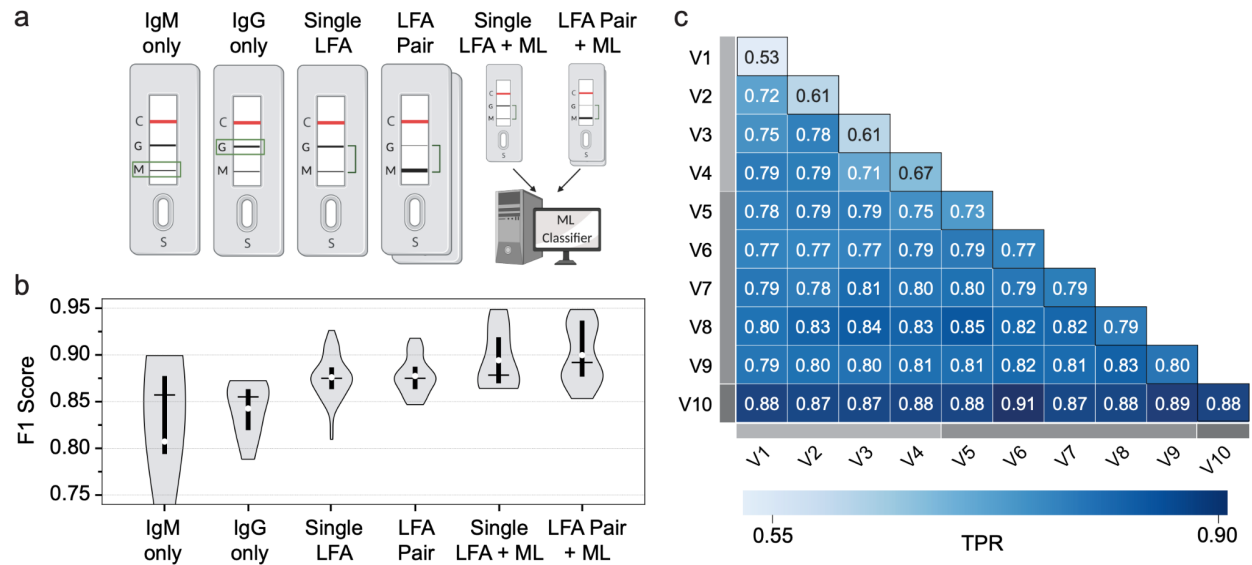 a
IgM only
IgG only
Single LFA
LFA Pair
Single LFA + ML
LFA Pair + ML
C
G
M
S
C
G
M
S
C
G
M
S
C
G
M
S
C
G
M
S
C
G
M
S
ML
Classifier
b
F1 Score
0.95
0.90
0.85
0.80
0.75
IgM only
IgG only
Single LFA
LFA Pair
Single LFA + ML
LFA Pair + ML
c
V1 0.53
V2 0.72 0.61
V3 0.75 0.78 0.61
V4 0.79 0.79 0.71 0.67
V5 0.78 0.79 0.79 0.75 0.73
V6 0.77 0.77 0.77 0.79 0.79 0.77
V7 0.79 0.78 0.81 0.80 0.80 0.79 0.79
V8 0.80 0.83 0.84 0.83 0.85 0.82 0.82 0.79
V9 0.79 0.80 0.80 0.81 0.81 0.82 0.81 0.83 0.80
V10 0.88 0.87 0.87 0.88 0.88 0.91 0.87 0.88 0.89 0.88
V1 V2 V3 V4 V5 V6 V7 V8 V9 V10
0.55 TPR 0.90